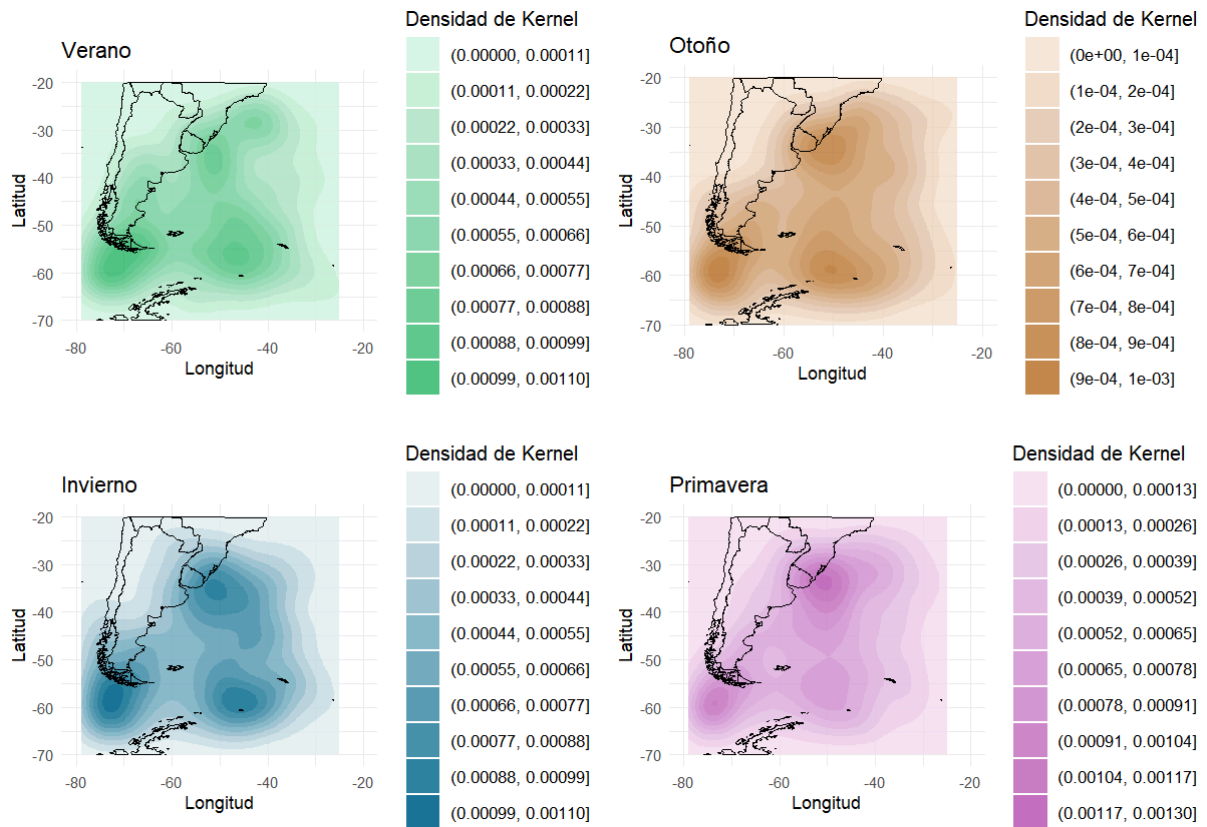 Verano
Densidad de Kernel
(0.00000, 0.00011]
(0.00011, 0.00022]
(0.00022, 0.00033]
(0.00033, 0.00044]
(0.00044, 0.00055]
(0.00055, 0.00066]
(0.00066, 0.00077]
(0.00077, 0.00088]
(0.00088, 0.00099]
(0.00099, 0.00110]
Latitud
-20
-30
-40
-50
-60
-70
-80
-60
-40
-20
Longitud
Otoño
Densidad de Kernel
(0e+00, 1e-04]
(1e-04, 2e-04]
(2e-04, 3e-04]
(3e-04, 4e-04]
(4e-04, 5e-04]
(5e-04, 6e-04]
(6e-04, 7e-04]
(7e-04, 8e-04]
(8e-04, 9e-04]
(9e-04, 1e-03]
Latitud
-20
-30
-40
-50
-60
-70
-80
-60
-40
-20
Longitud
Invierno
Densidad de Kernel
(0.00000, 0.00011]
(0.00011, 0.00022]
(0.00022, 0.00033]
(0.00033, 0.00044]
(0.00044, 0.00055]
(0.00055, 0.00066]
(0.00066, 0.00077]
(0.00077, 0.00088]
(0.00088, 0.00099]
(0.00099, 0.00110]
Latitud
-20
-30
-40
-50
-60
-70
-80
-60
-40
-20
Longitud
Primavera
Densidad de Kernel
(0.00000, 0.00013]
(0.00013, 0.00026]
(0.00026, 0.00039]
(0.00039, 0.00052]
(0.00052, 0.00065]
(0.00065, 0.00078]
(0.00078, 0.00091]
(0.00091, 0.00104]
(0.00104, 0.00117]
(0.00117, 0.00130]
Latitud
-20
-30
-40
-50
-60
-70
-80
-60
-40
-20
Longitud